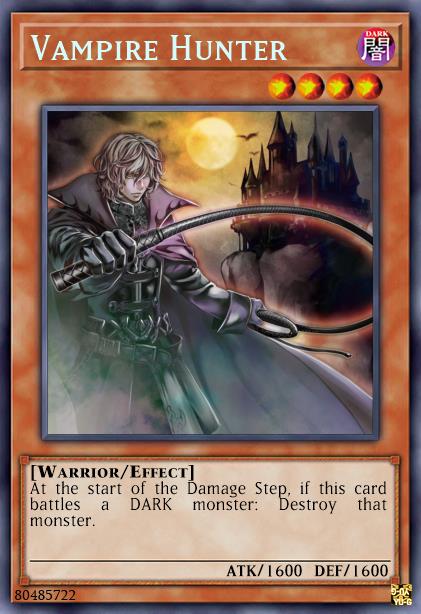 Vampire Hunter
DARK
闇
[Warrior/Effect]
At the start of the Damage Step, if this card
battles a DARK monster: Destroy that
monster.
ATK/1600 DEF/1600
80485722